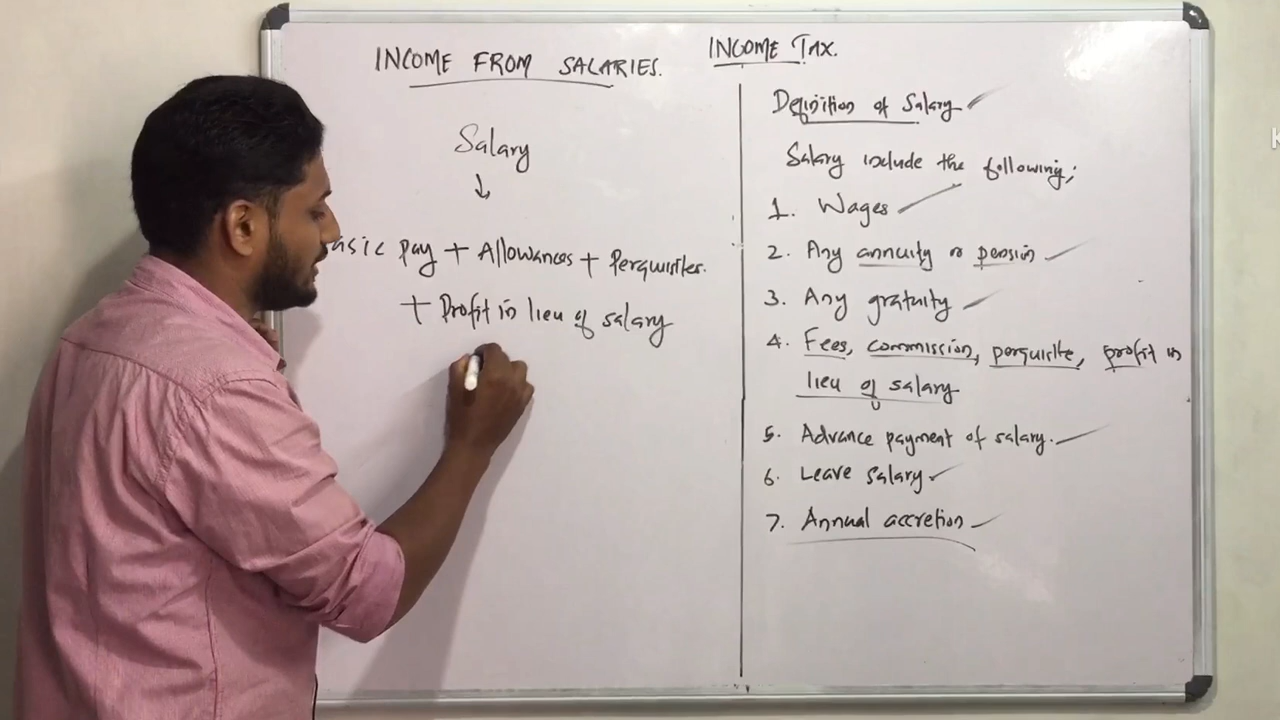 INCOME FROM SALARIES.
INCOME TAX.
Salary
↓
asic pay + Allowances + Perquisites.
+ Profit in lieu of salary
Definition of Salary
Salary include the following;
1. Wages
2. Any annuity or pension
3. Any gratuity
4. Fees, commission, perquisite, profit in
lieu of salary
5. Advance payment of salary.
6. Leave salary
7. Annual accretion
K